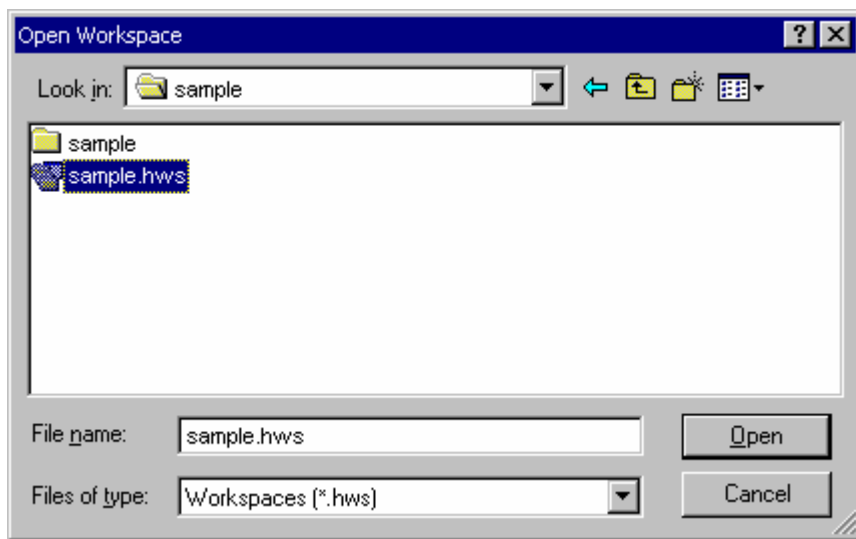 Open Workspace
Look in: sample
sample
sample.hws
File name: sample.hws Open
Files of type: Workspaces (*.hws) Cancel